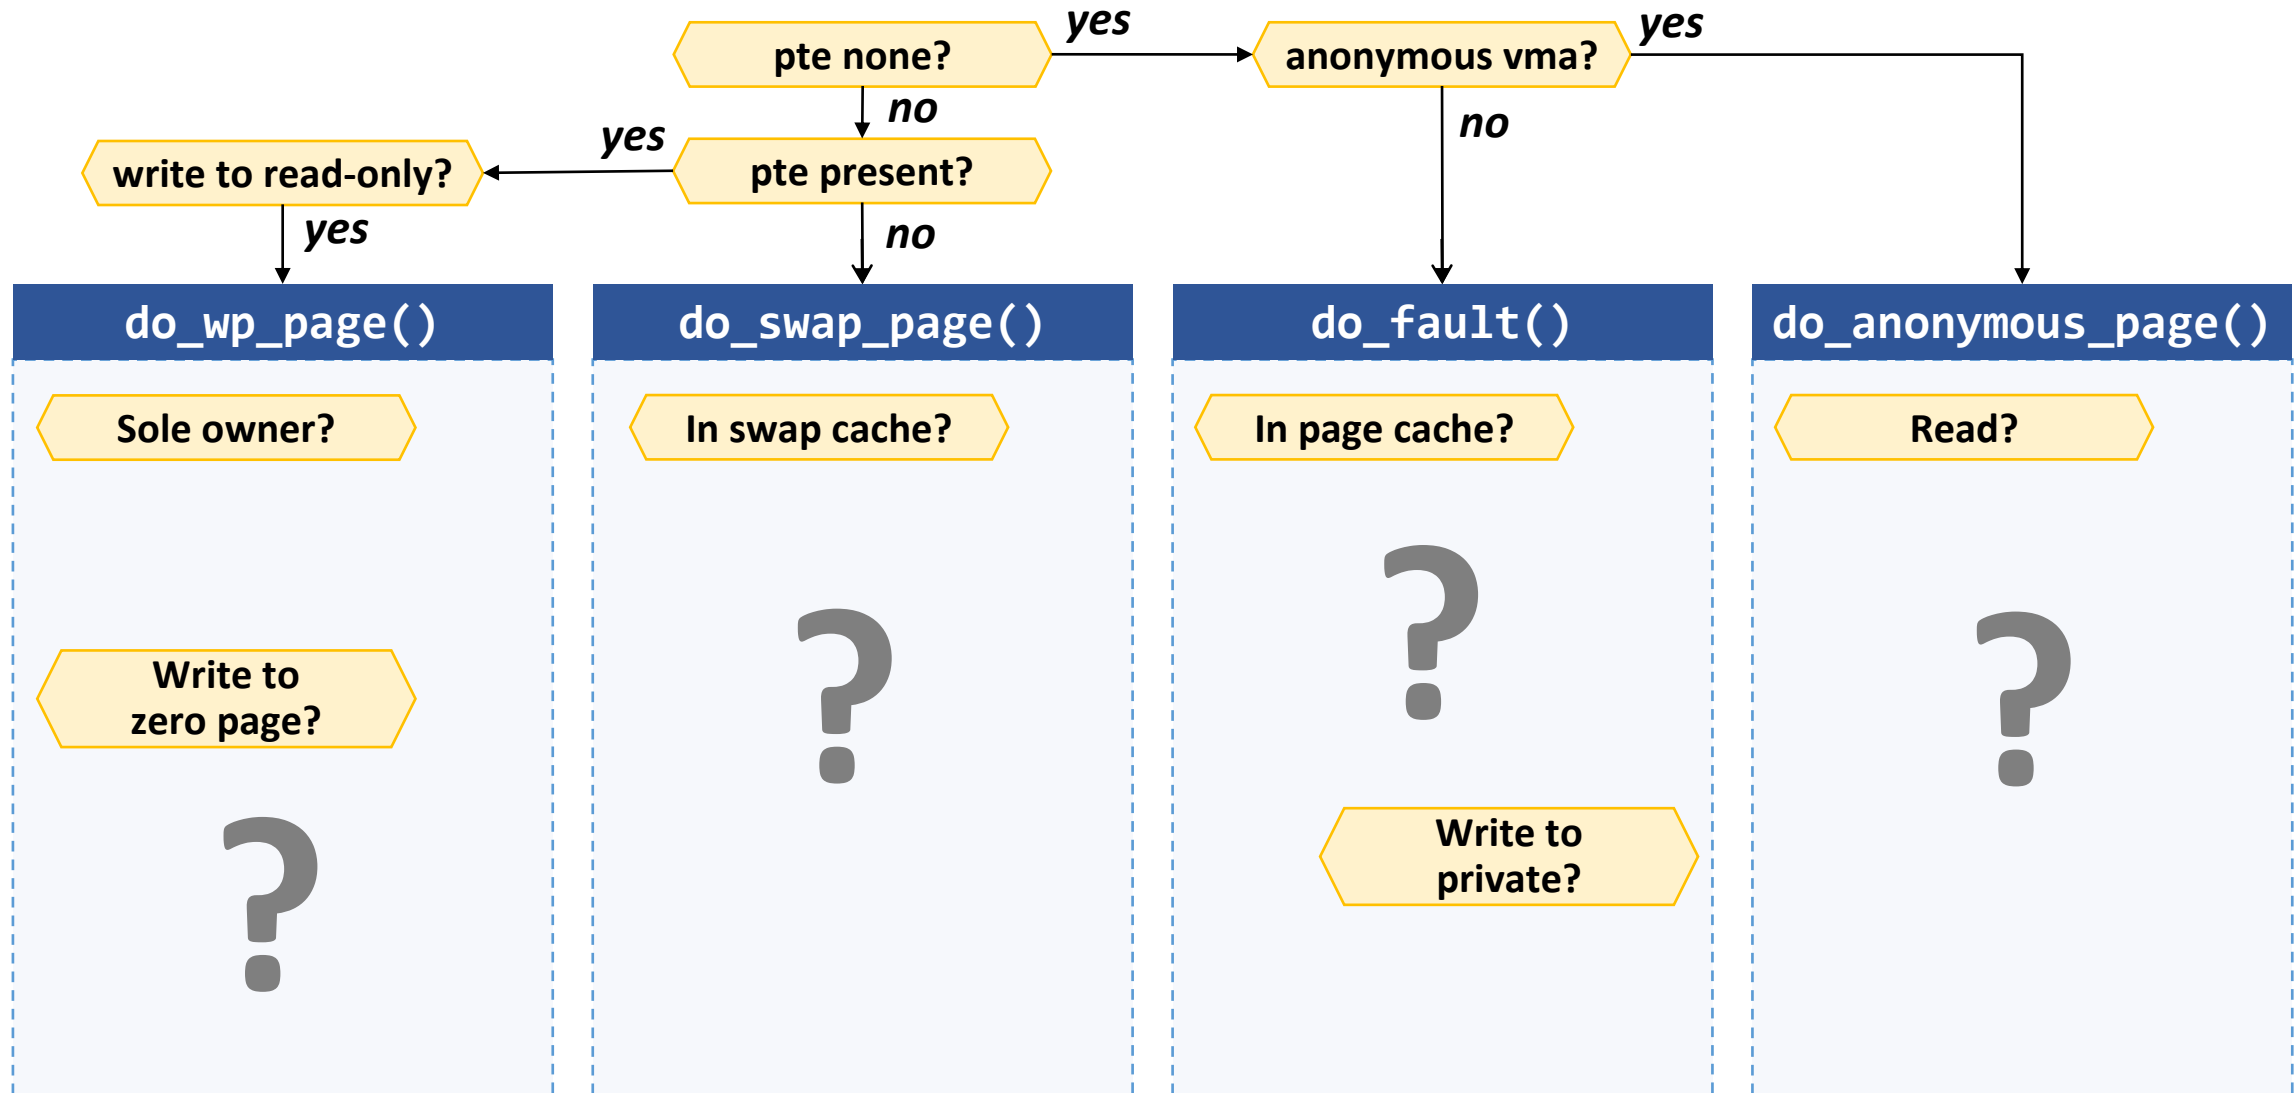 pte none?
yes
anonymous vma?
yes
no
no
yes
write to read-only?
pte present?
yes
no
do_wp_page()
do_swap_page()
do_fault()
do_anonymous_page()
Sole owner?
In swap cache?
In page cache?
Read?
?
?
?
Write to
zero page?
Write to
private?
?